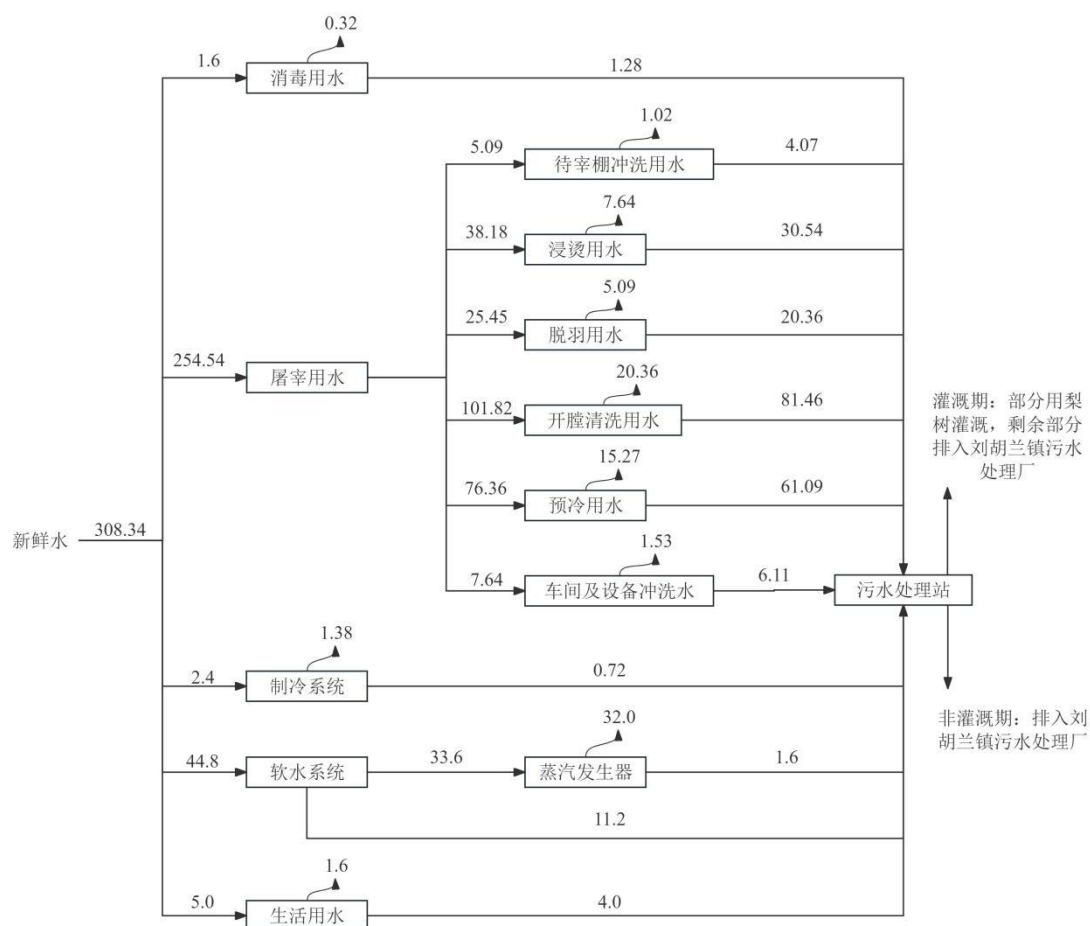 0.32
1.6
消毒用水
1.28
1.02
5.09
待宰棚冲洗用水
4.07
7.64
38.18
浸烫用水
30.54
5.09
25.45
脱羽用水
20.36
254.54
屠宰用水
20.36
101.82
开膛清洗用水
81.46
灌溉期：部分用梨
树灌溉，剩余部分
排入刘胡兰镇污水
处理厂
15.27
76.36
预冷用水
61.09
新鲜水
308.34
1.53
7.64
车间及设备冲洗水
6.11
污水处理站
1.38
2.4
制冷系统
0.72
非灌溉期：排入刘
胡兰镇污水处理厂
32.0
44.8
软水系统
33.6
蒸汽发生器
1.6
11.2
1.6
5.0
生活用水
4.0